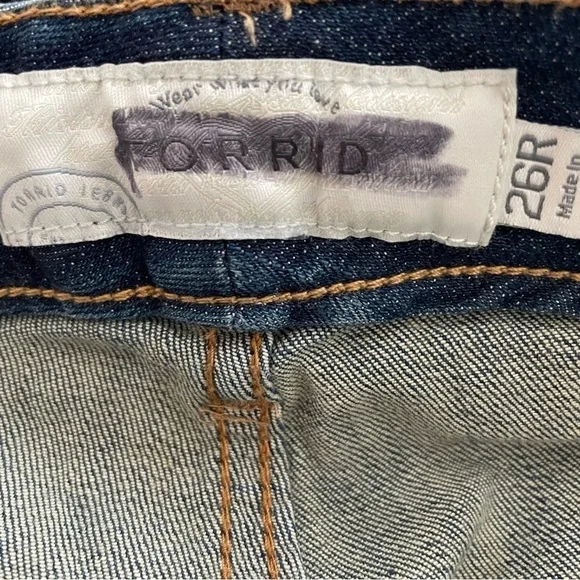 Wear what you love
TORRID
TORRID JEANS
26R
Made In